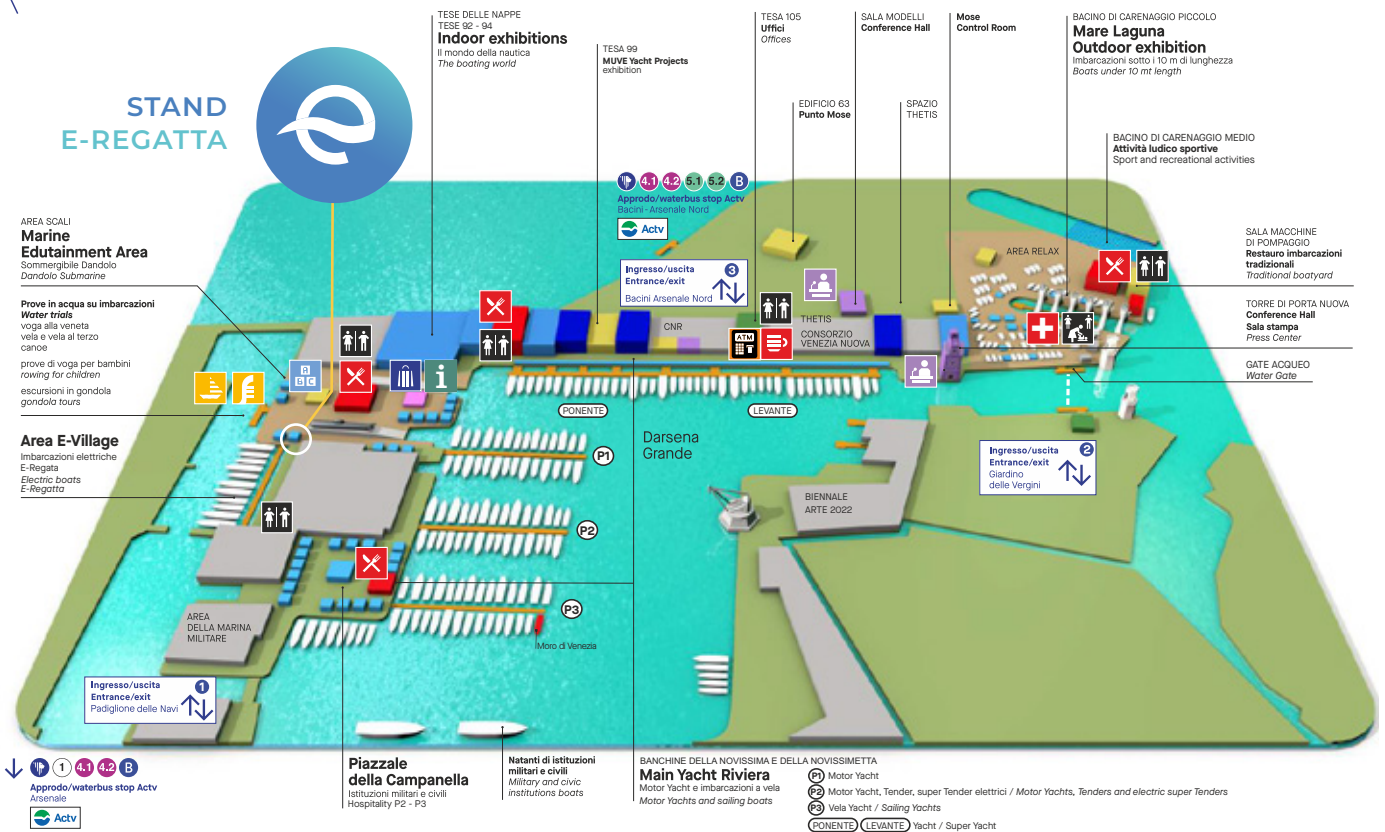 STAND
E-REGATTA
TESE DELLE NAPPE
TESE 92 - 94
Indoor exhibitions
Il mondo della nautica
The boating world
TESA 99
MUVE Yacht Projects
exhibition
TESA 105
Uffici
Offices
SALA MODELLI
Conference Hall
Mose
Control Room
BACINO DI CARENAGGIO PICCOLO
Mare Laguna
Outdoor exhibition
Imbarcazioni sotto i 10 m di lunghezza
Boats under 10 mt length
EDIFICIO 63
Punto Mose
SPAZIO
THETIS
BACINO DI CARENAGGIO MEDIO
Attività ludico sportive
Sport and recreational activities
4.1 4.2 5.1 5.2 B
Approdo/waterbus stop Actv
Bacini - Arsenale Nord
Actv
AREA SCALI
Marine
Edutainment Area
Sommergibile Dandolo
Dandolo Submarine
Prove in acqua su imbarcazioni
Water trials
voga alla veneta
vela e vela al terzo
canoe
prove di voga per bambini
rowing for children
escursioni in gondola
gondola tours
Area E-Village
Imbarcazioni elettriche
E-Regata
Electric boats
E-Regatta
Ingresso/uscita 3
Entrance/exit
Bacini Arsenale Nord
AREA RELAX
SALA MACCHINE
DI POMPAGGIO
Restauro imbarcazioni
tradizionali
Traditional boatyard
TORRE DI PORTA NUOVA
Conference Hall
Sala stampa
Press Center
GATE ACQUEO
Water Gate
CNR
ATM
THETIS
CONSORZIO
VENEZIA NUOVA
A
B C
i
PONENTE
LEVANTE
Darsena
Grande
P1
P2
P3
Moro di Venezia
BIENNALE
ARTE 2022
Ingresso/uscita 2
Entrance/exit
Giardino
delle Vergini
AREA
DELLA MARINA
MILITARE
Ingresso/uscita 1
Entrance/exit
Padiglione delle Navi
1 4.1 4.2 B
Approdo/waterbus stop Actv
Arsenale
Actv
Piazzale
della Campanella
Istituzioni militari e civili
Hospitality P2 - P3
Natanti di istituzioni
militari e civili
Military and civic
institutions boats
BANCHINE DELLA NOVISSIMA E DELLA NOVISSIMETTA
Main Yacht Riviera
Motor Yacht e imbarcazioni a vela
Motor Yachts and sailing boats
P1 Motor Yacht
P2 Motor Yacht, Tender, super Tender elettrici / Motor Yachts, Tenders and electric super Tenders
P3 Vela Yacht / Sailing Yachts
PONENTE LEVANTE Yacht / Super Yacht